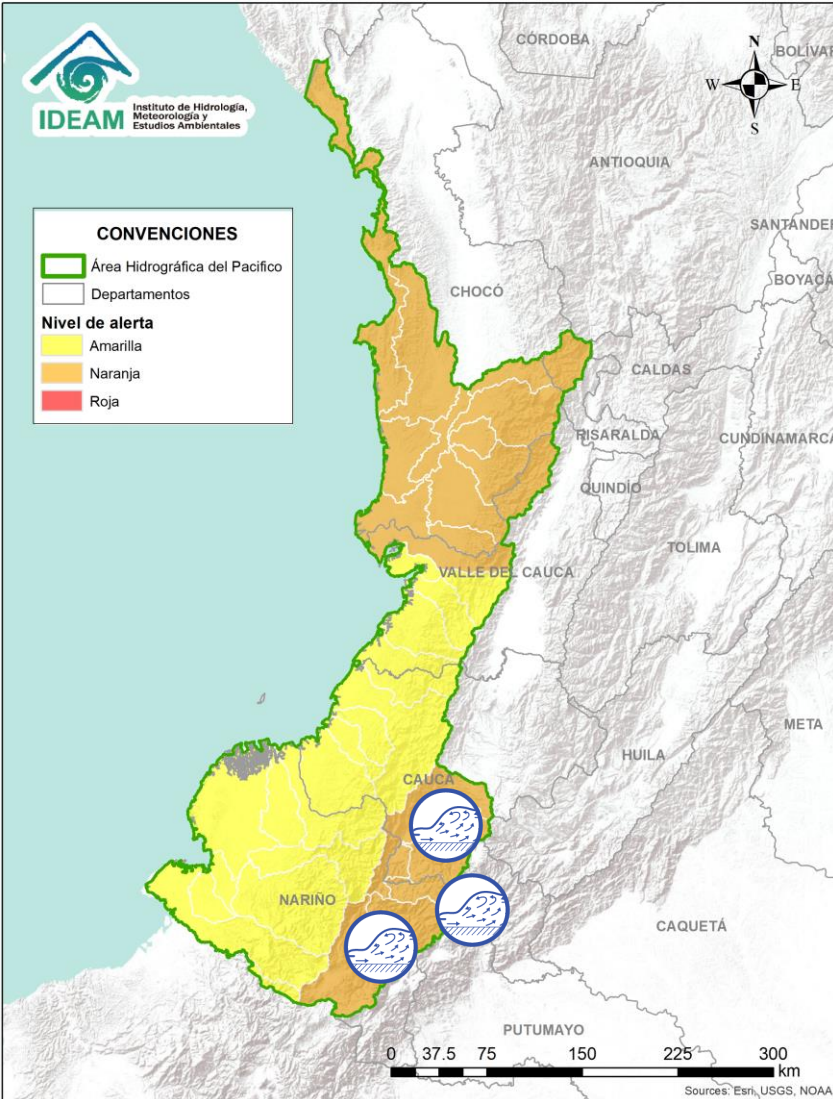 IDEAM
Instituto de Hidrología,
Meteorología y
Estudios Ambientales
CÓRDOBA
BOLÍVAR
N
W
E
S
ANTIOQUIA
SANTANDER
BOYACÁ
CONVENCIONES
Área Hidrográfica del Pacifico
Departamentos
Nivel de alerta
Amarilla
Naranja
Roja
CHOCÓ
CALDAS
RISARALDA
CUNDINAMARCA
QUINDÍO
TOLIMA
VALLE DEL CAUCA
META
HUILA
CAUCA
NARIÑO
CAQUETÁ
PUTUMAYO
0 37.5 75 150 225 300
km
Sources: Esri, USGS, NOAA